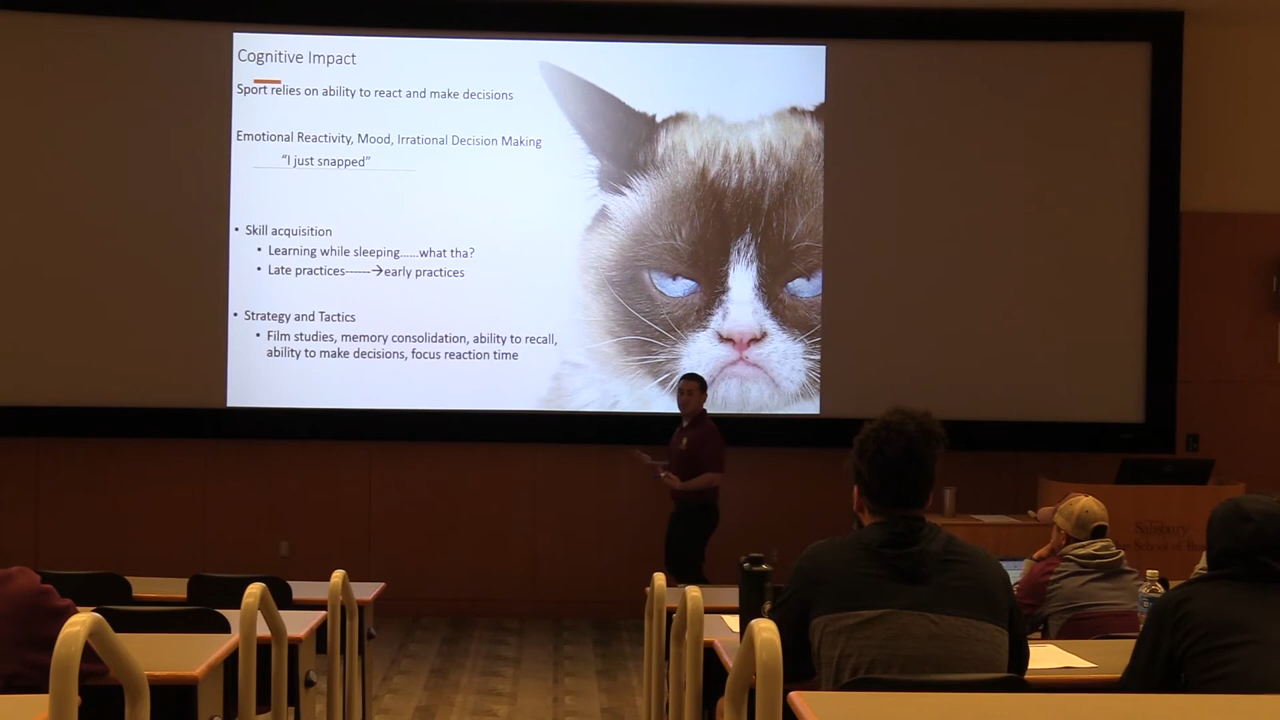 Cognitive Impact
Sport relies on ability to react and make decisions
Emotional Reactivity, Mood, Irrational Decision Making
“I just snapped”
• Skill acquisition
• Learning while sleeping......what tha?
• Late practices------→early practices
• Strategy and Tactics
• Film studies, memory consolidation, ability to recall,
ability to make decisions, focus reaction time
Salisbury
School of